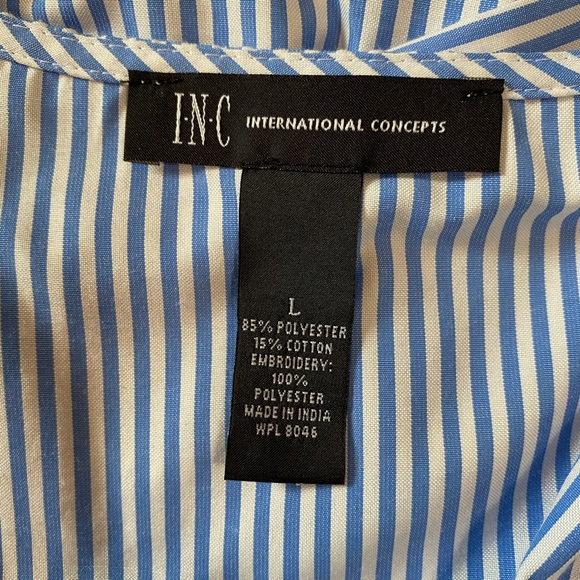 I·N·C INTERNATIONAL CONCEPTS
L
85% POLYESTER
15% COTTON
EMBROIDERY:
100%
POLYESTER
MADE IN INDIA
WPL 8046